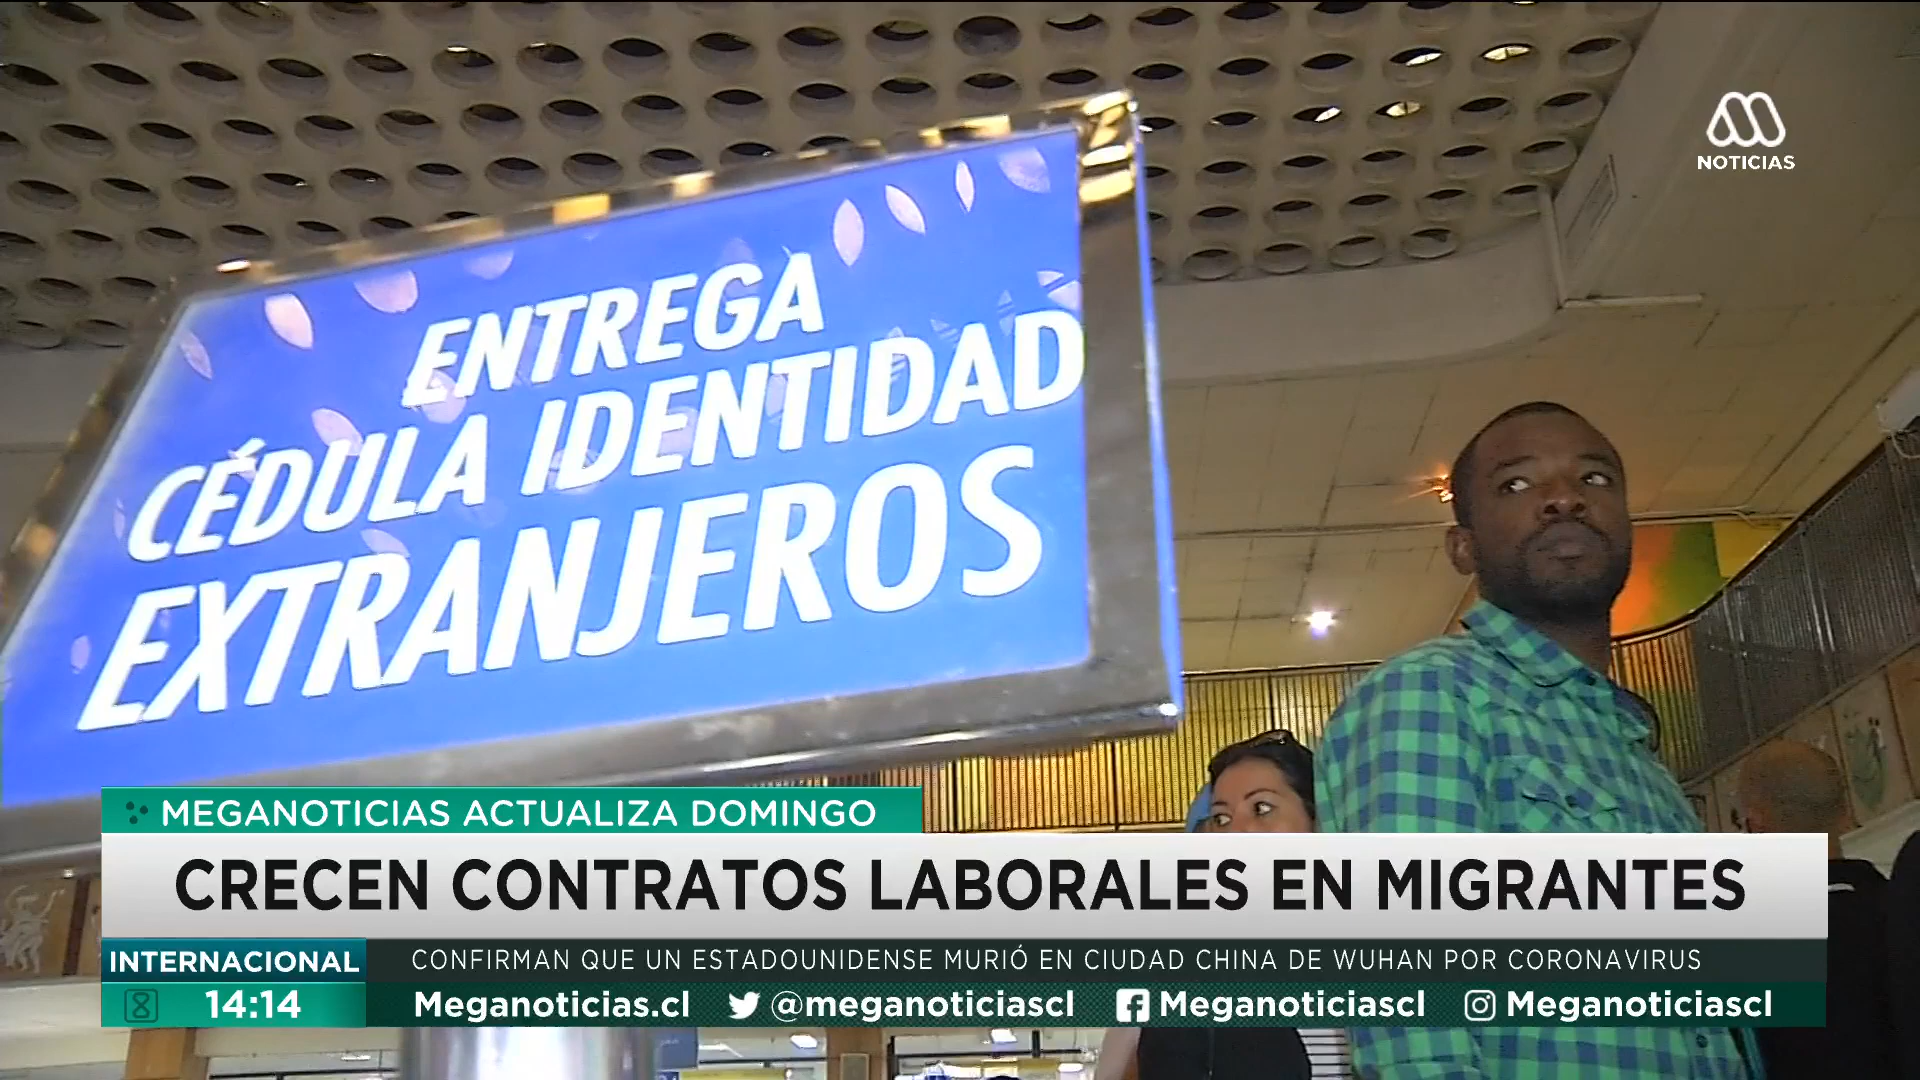 NOTICIAS
ENTREGA
CÉDULA IDENTIDAD
EXTRANJEROS
MEGANOTICIAS ACTUALIZA DOMINGO
CRECEN CONTRATOS LABORALES EN MIGRANTES
INTERNACIONAL CONFIRMAN QUE UN ESTADOUNIDENSE MURIÓ EN CIUDAD CHINA DE WUHAN POR CORONAVIRUS
14:14 Meganoticias.cl @meganoticiascl Meganoticiascl Meganoticiascl